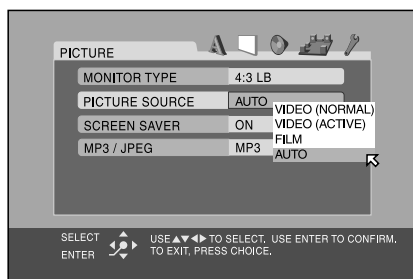 PICTURE
MONITOR TYPE 4:3 LB
PICTURE SOURCE AUTO
VIDEO (NORMAL)
VIDEO (ACTIVE)
FILM
AUTO
SCREEN SAVER ON
MP3 / JPEG MP3
SELECT
ENTER
USE ▲▼◀▶ TO SELECT. USE ENTER TO CONFIRM.
TO EXIT, PRESS CHOICE.